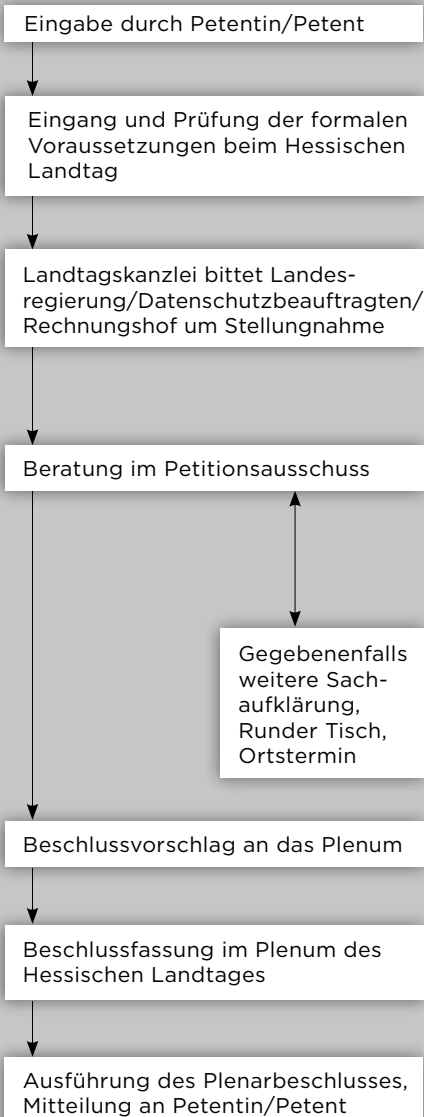 Eingabe durch Petentin/Petent
Eingang und Prüfung der formalen
Voraussetzungen beim Hessischen
Landtag
Landtagskanzlei bittet Landes-
regierung/Datenschutzbeauftragten/
Rechnungshof um Stellungnahme
Beratung im Petitionsausschuss
Gegebenenfalls
weitere Sach-
aufklärung,
Runder Tisch,
Ortstermin
Beschlussvorschlag an das Plenum
Beschlussfassung im Plenum des
Hessischen Landtages
Ausführung des Plenarbeschlusses,
Mitteilung an Petentin/Petent